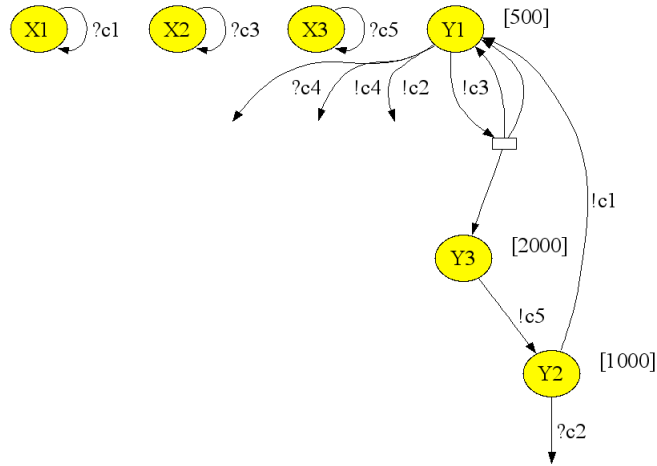 X1 ?c1 X2 ?c3 X3 ?c5 Y1 [500]
?c4 !c4 !c2 !c3
!c1
Y3 [2000]
!c5
Y2 [1000]
?c2